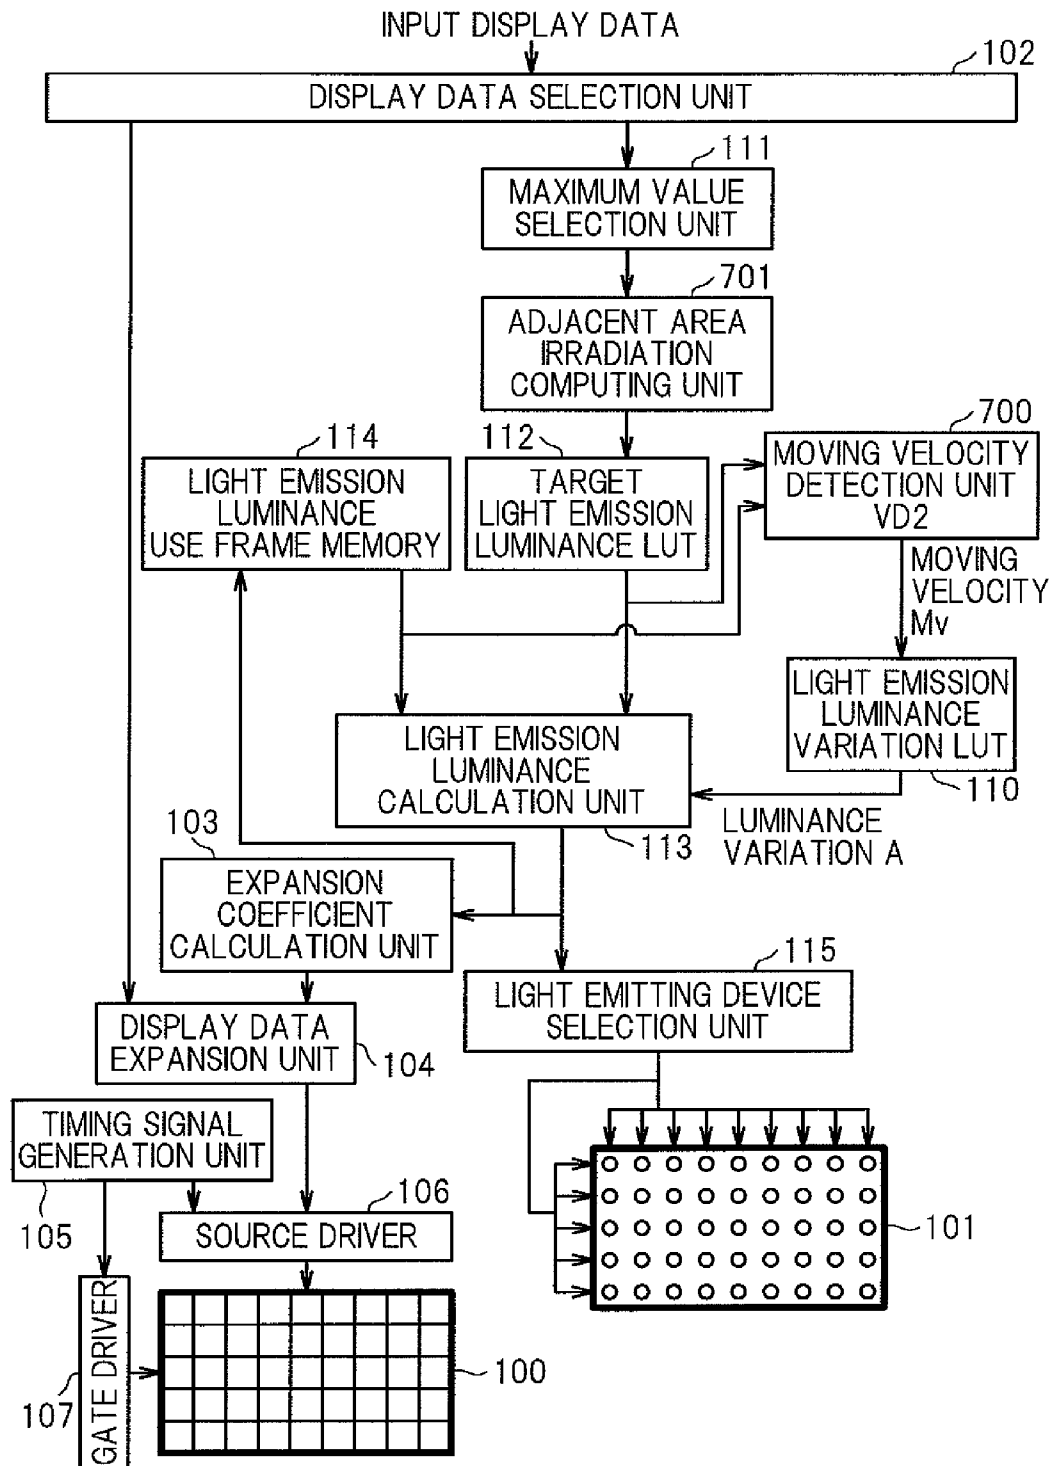 INPUT DISPLAY DATA
102
DISPLAY DATA SELECTION UNIT
111
MAXIMUM VALUE
SELECTION UNIT
701
ADJACENT AREA
IRRADIATION
COMPUTING UNIT
700
MOVING VELOCITY
DETECTION UNIT
VD2
114
LIGHT EMISSION
LUMINANCE
USE FRAME MEMORY
112
TARGET
LIGHT EMISSION
LUMINANCE LUT
MOVING
VELOCITY
Mv
LIGHT EMISSION
LUMINANCE
VARIATION LUT
110
LIGHT EMISSION
LUMINANCE
CALCULATION UNIT
113
LUMINANCE
VARIATION A
103
EXPANSION
COEFFICIENT
CALCULATION UNIT
115
LIGHT EMITTING DEVICE
SELECTION UNIT
DISPLAY DATA
EXPANSION UNIT
104
TIMING SIGNAL
GENERATION UNIT
105
106
SOURCE DRIVER
101
GATE DRIVER
107
100